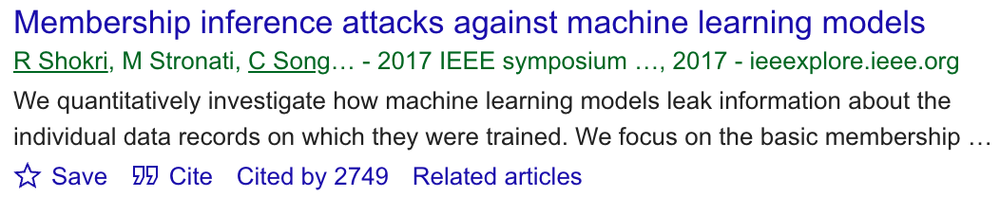 Membership inference attacks against machine learning models
R Shokri, M Stronati, C Song… - 2017 IEEE symposium …, 2017 - ieeexplore.ieee.org
We quantitatively investigate how machine learning models leak information about the
individual data records on which they were trained. We focus on the basic membership …
Save Cite Cited by 2749 Related articles